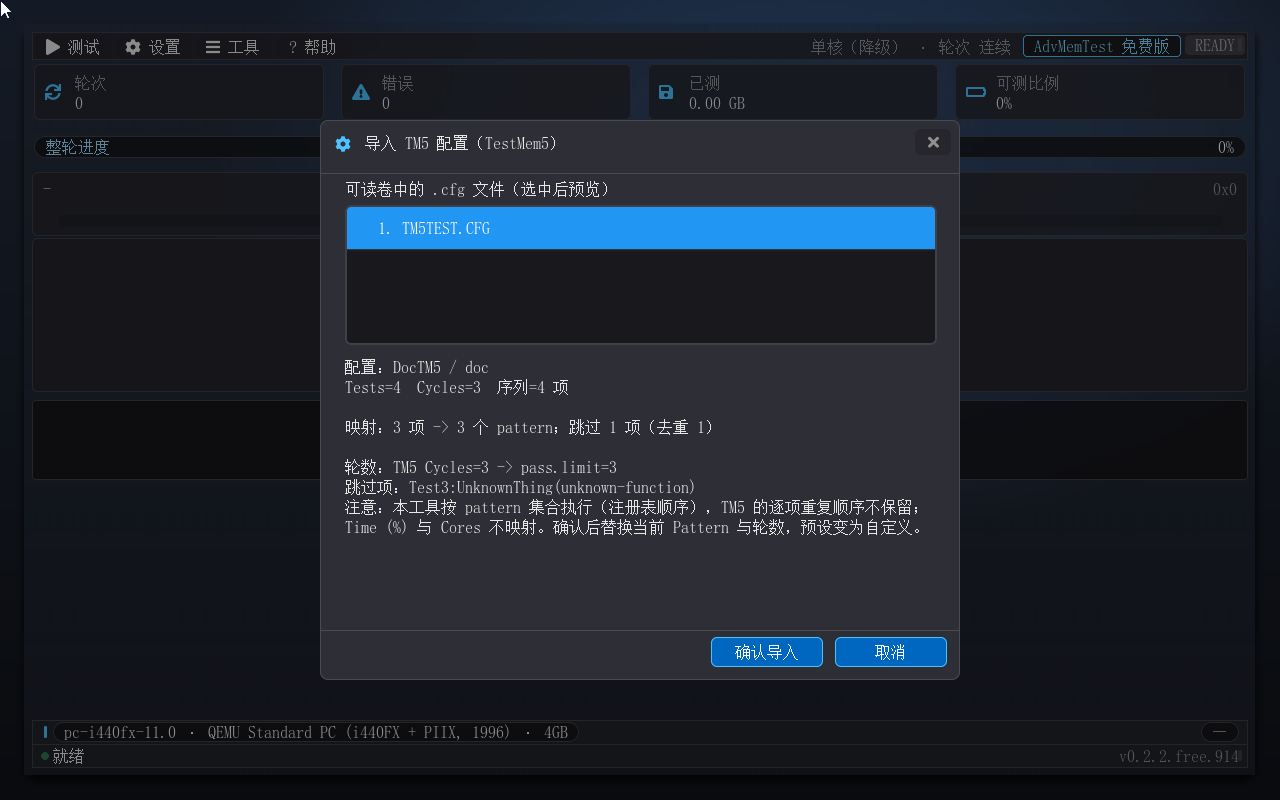 测试 设置 工具 ? 帮助 单核（降级） · 轮次 连续 AdvMemTest 免费版 READY
轮次 错误 已测 可测比例
0 0 0.00 GB 0%
整轮进度 0%
— 0x0
导入 TM5 配置（TestMem5）
可读卷中的 .cfg 文件（选中后预览）
1. TM5TEST.CFG
配置：DocTM5 / doc
Tests=4 Cycles=3 序列=4 项
映射：3 项 -> 3 个 pattern；跳过 1 项（去重 1）
轮数：TM5 Cycles=3 -> pass.limit=3
跳过项：Test3:UnknownThing(unknown-function)
注意：本工具按 pattern 集合执行（注册表顺序），TM5 的逐项重复顺序不保留；
Time (%) 与 Cores 不映射。确认后替换当前 Pattern 与轮数，预设变为自定义。
确认导入 取消
pc-i440fx-11.0 · QEMU Standard PC (i440FX + PIIX, 1996) · 4GB —
就绪 v0.2.2.free.914